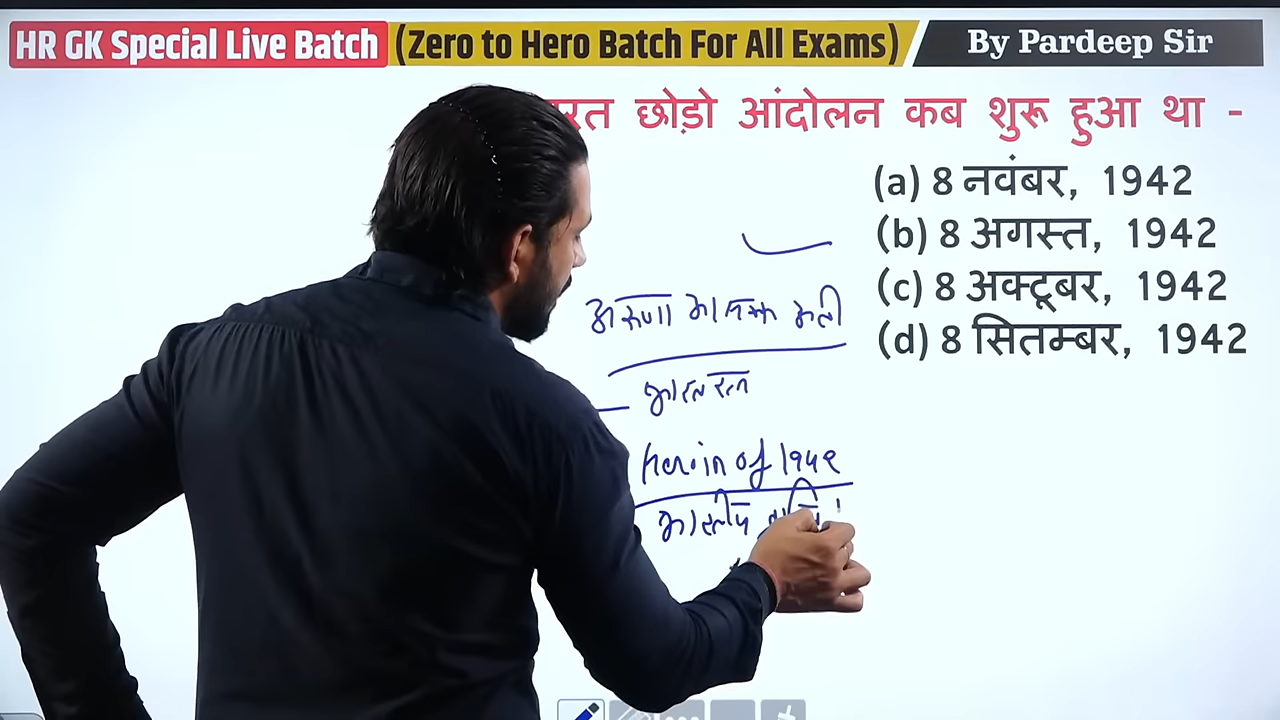 HR GK Special Live Batch (Zero to Hero Batch For All Exams) By Pardeep Sir
छोड़ो आंदोलन कब शुरू हुआ था -
(a) 8 नवंबर, 1942
(b) 8 अगस्त, 1942
(c) 8 अक्टूबर, 1942
(d) 8 सितम्बर, 1942
अरुणा आसफ अली
भारत रत्न
Heroin of 1942
भारतीय